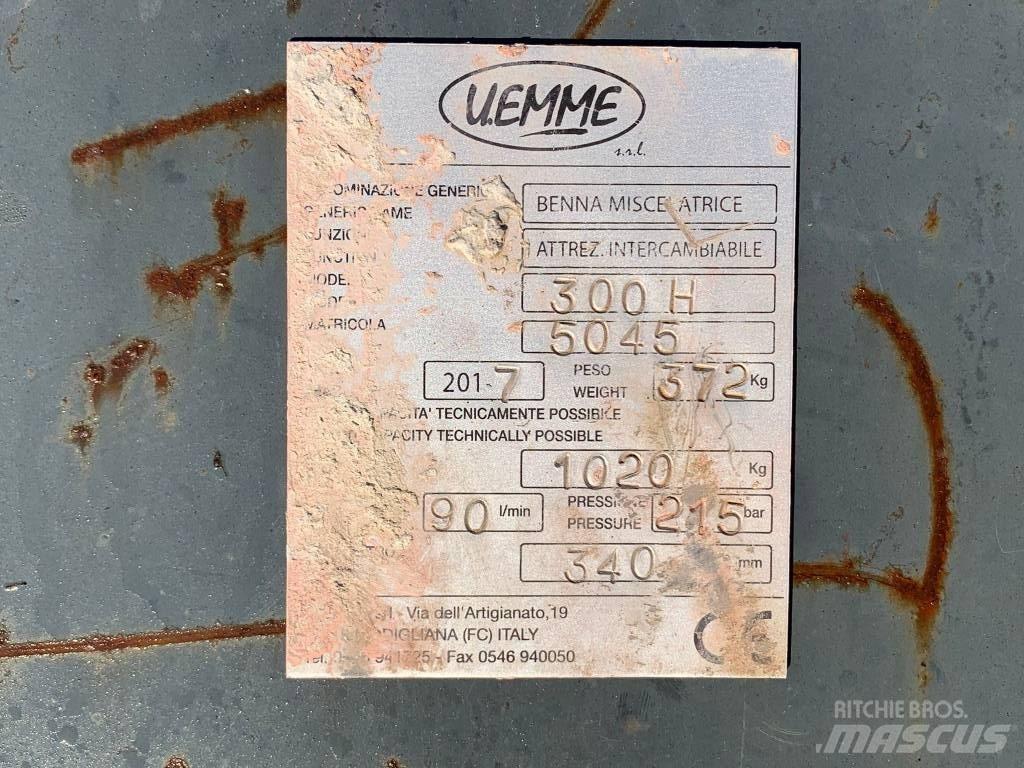 U.EMME
s.r.l.
BENNA MISCELATRICE
ATTREZ. INTERCAMBIABILE
300 H
MATRICOLA 5045
201-7 PESO
WEIGHT 372 Kg
TECNICAMENTE POSSIBILE
TECHNICALLY POSSIBLE
1020 Kg
90 l/min
PRESSURE 215 bar
340 mm
Via dell'Artigianato,19
(FC) ITALY
Fax 0546 940050
CE
RITCHIE BROS.
MASCUS